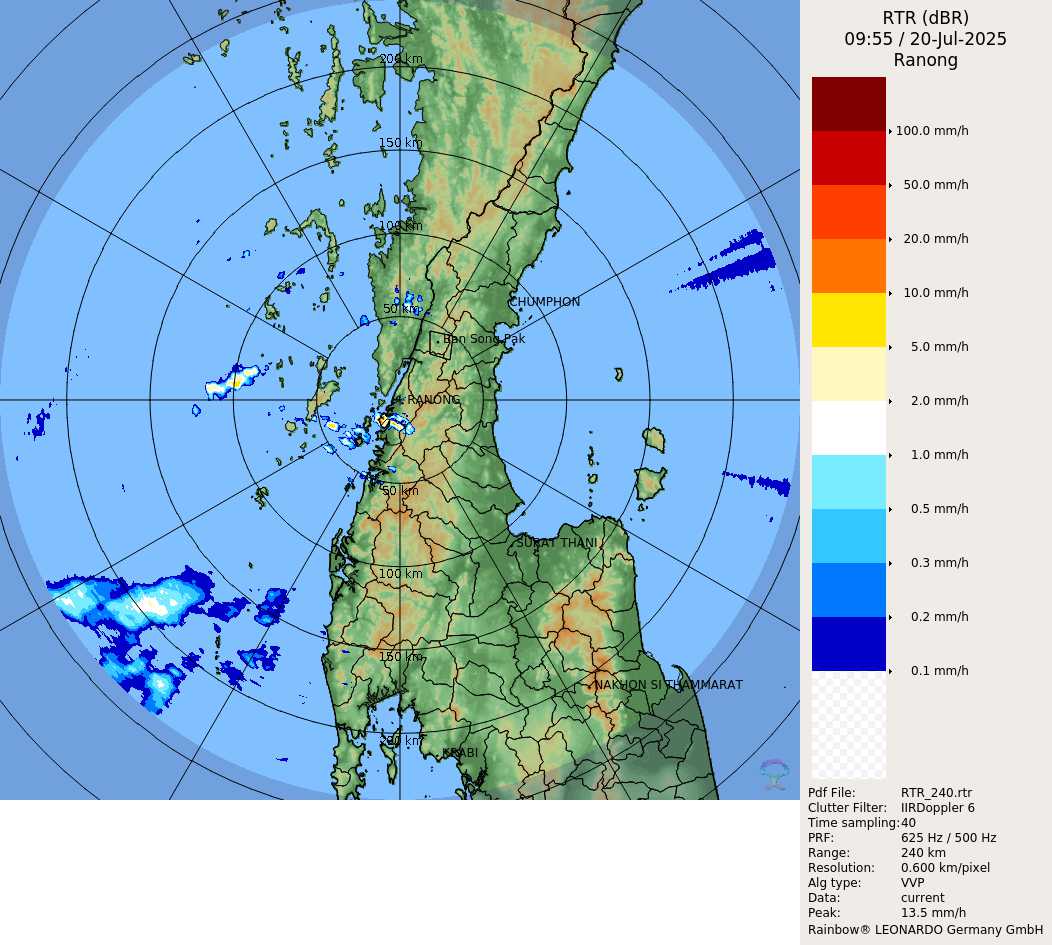 200 km
150 km
100 km
50 km
CHUMPHON
Ban Song Pak
RANONG
50 km
SURAT THANI
100 km
150 km
NAKHON SI THAMMARAT
200 km
KRABI
RTR (dBR)
09:55 / 20-Jul-2025
Ranong
100.0 mm/h
50.0 mm/h
20.0 mm/h
10.0 mm/h
5.0 mm/h
2.0 mm/h
1.0 mm/h
0.5 mm/h
0.3 mm/h
0.2 mm/h
0.1 mm/h
Pdf File: RTR_240.rtr
Clutter Filter: IIRDoppler 6
Time sampling: 40
PRF: 625 Hz / 500 Hz
Range: 240 km
Resolution: 0.600 km/pixel
Alg type: VVP
Data: current
Peak: 13.5 mm/h
Rainbow® LEONARDO Germany GmbH